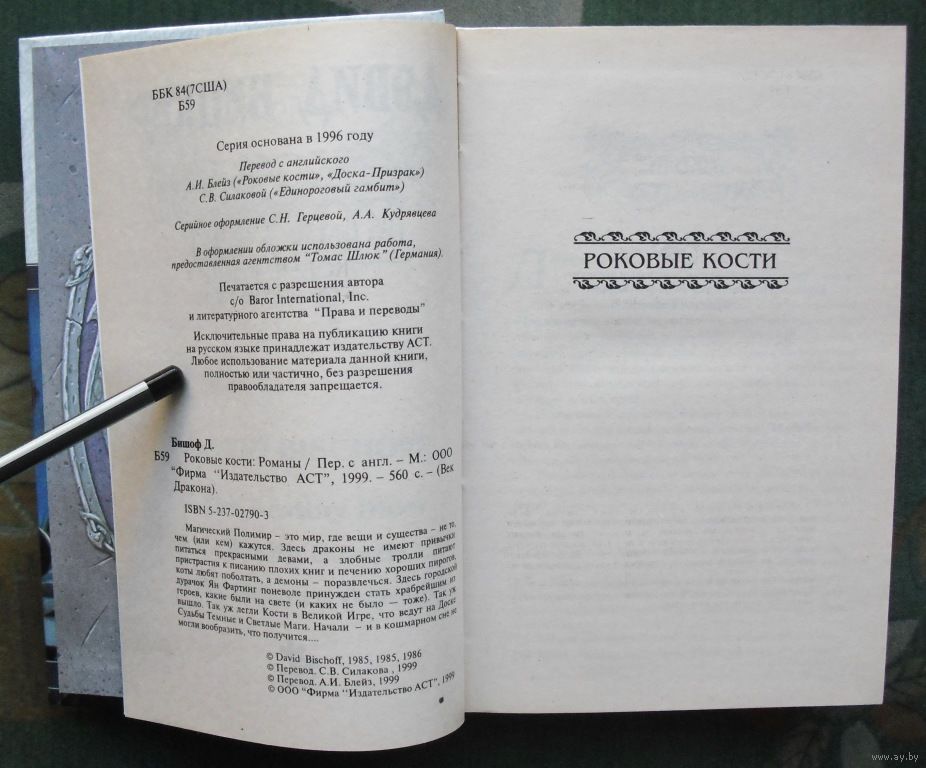 ББК 84(7США)
Б59
Серия основана в 1996 году
Перевод с английского
А.И. Блейз («Роковые кости», «Доска-Призрак»)
С.В. Силаковой («Единороговый гамбит»)
Серийное оформление С.Н. Герцевой, А.А. Кудрявцева
В оформлении обложки использована работа,
предоставленная агентством "Томас Шлюк" (Германия).
Печатается с разрешения автора
c/o Baror International, Inc.
и литературного агентства "Права и переводы"
Исключительные права на публикацию книги
на русском языке принадлежат издательству АСТ.
Любое использование материала данной книги,
полностью или частично, без разрешения
правообладателя запрещается.
Бишоф Д.
Б59 Роковые кости: Романы / Пер. с англ. – М.: ООО
"Фирма "Издательство АСТ", 1999. – 560 с. – (Век
Дракона).
ISBN 5-237-02790-3
Магический Полимир – это мир, где вещи и существа – не то,
чем (или кем) кажутся. Здесь драконы не имеют привычки
питаться прекрасными девами, а злобные тролли питают
пристрастия к писанию плохих книг и печению хороших пирогов,
коты любят поболтать, а демоны – поразвлечься. Здесь городской
дурачок Ян Фартинг поневоле принужден стать храбрейшим из
героев, какие были на свете (и каких не было – тоже). Так уж
вышло. Так уж легли Кости в Великой Игре, что ведут на Доске
Судьбы Темные и Светлые Маги. Начали – и в кошмарном сне не
могли вообразить, что получится....
© David Bischoff, 1985, 1985, 1986
© Перевод. С.В. Силакова , 1999
© Перевод. А.И. Блейз, 1999
© ООО "Фирма "Издательство АСТ", 1999
РОКОВЫЕ КОСТИ
www.ay.by